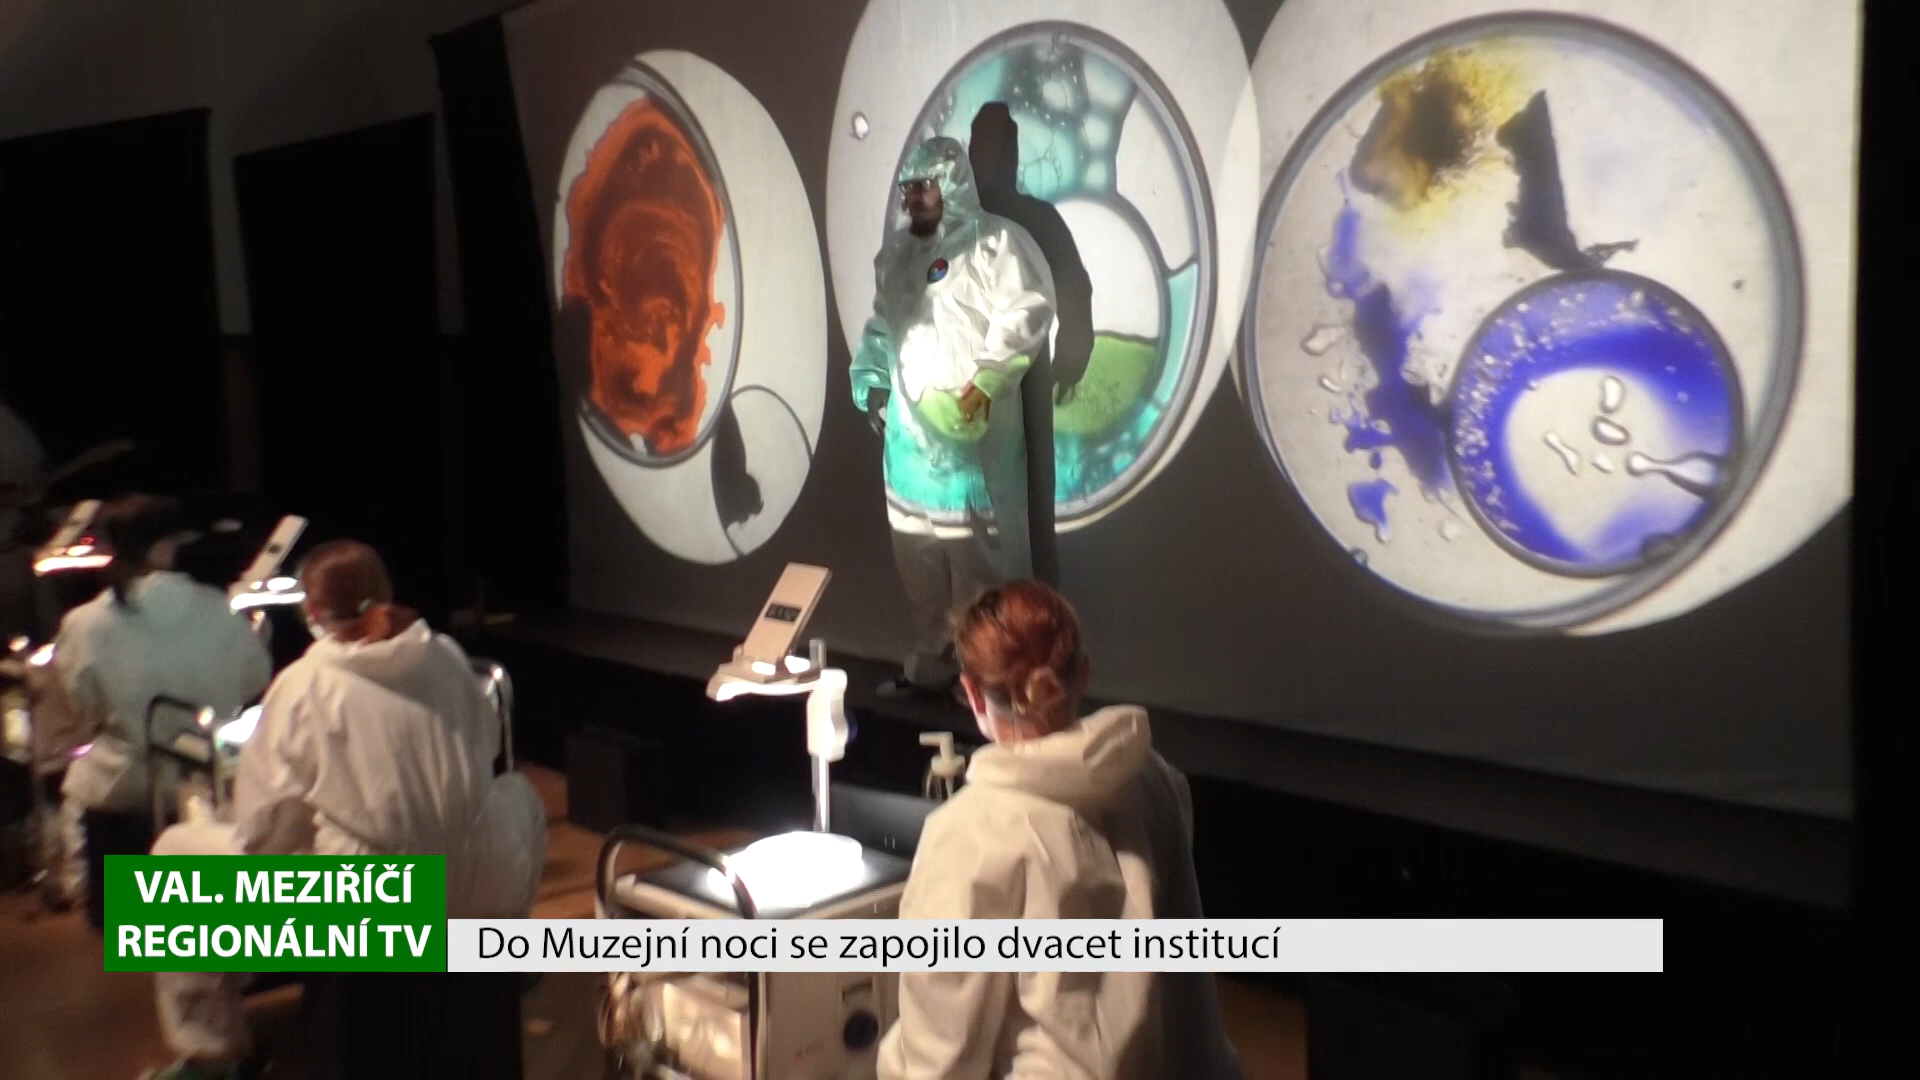 VAL. MEZIŘÍČÍ
REGIONÁLNÍ TV
Do Muzejní noci se zapojilo dvacet institucí